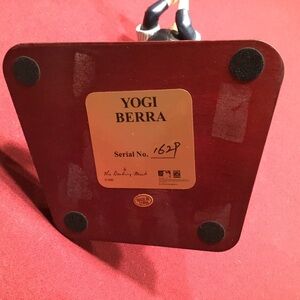 YOGI
BERRA
Serial No. 1629
The Danbury Mint